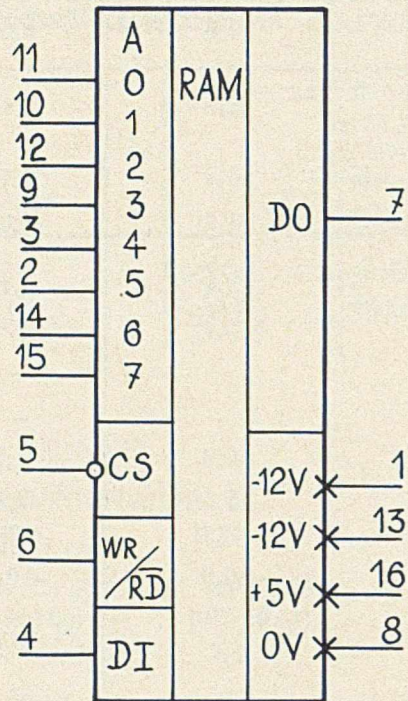 A
11 0 RAM
10 1
12 2
9 3 DO 7
3 4
2 5
14 6
15 7
5 CS -12V 1
-12V 13
6 WR/R̅D̅ +5V 16
4 DI 0V 8